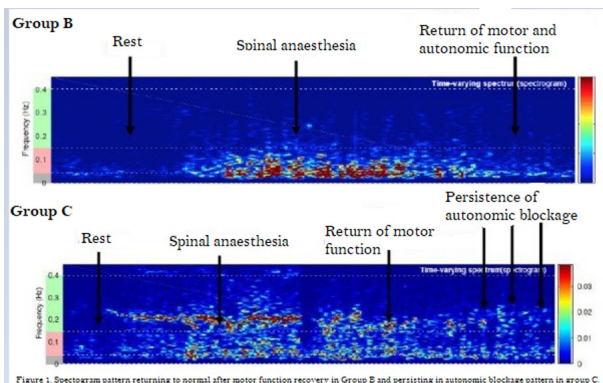 Group B
Rest
Spinal anaesthesia
Return of motor and
autonomic function
Time-varying spectrum(spectrogram)
Frequency (Hz)
0.4
0.3
0.2
0.1
0
Group C
Rest
Spinal anaesthesia
Return of motor
function
Persistence of
autonomic blockage
Time-varying spectrum(spectrogram)
Frequency (Hz)
0.4
0.3
0.2
0.1
0
0.03
0.02
0.01
0
Figure 1. Spectogram pattern returning to normal after motor function recovery in Group B and persisting in autonomic blockage pattern in group C.